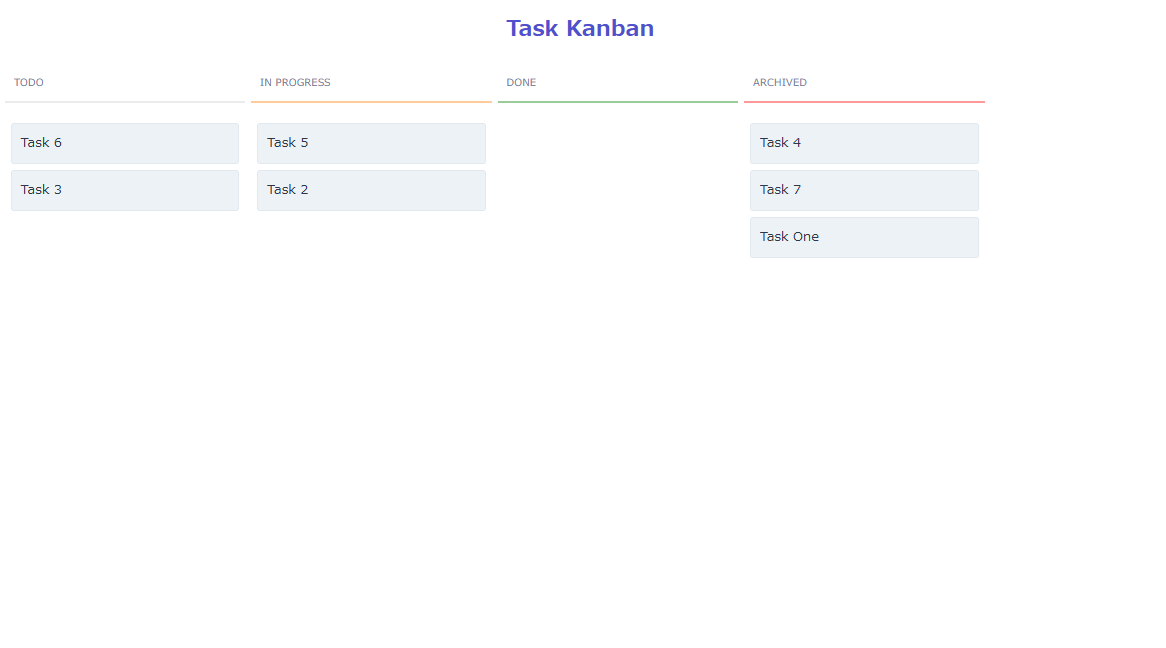 Task Kanban
TODO
Task 6
Task 3
IN PROGRESS
Task 5
Task 2
DONE
ARCHIVED
Task 4
Task 7
Task One